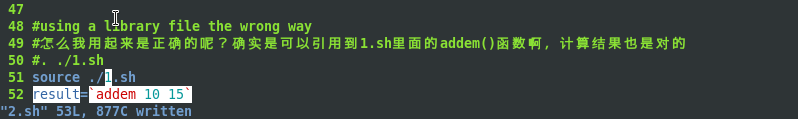 47
48 #using a library file the wrong way
49 #怎么我用起来是正确的呢？确实是可以引用到1.sh里面的addem()函数啊, 计算结果也是对的
50 #. ./1.sh
51 source ./1.sh
52 result=`addem 10 15`
"2.sh" 53L, 877C written